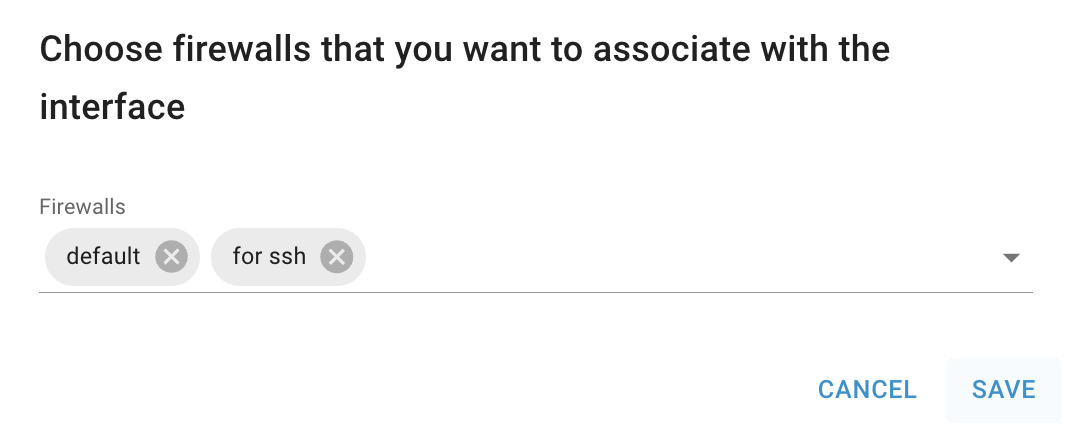 Choose firewalls that you want to associate with the
interface
Firewalls
default for ssh
CANCEL SAVE